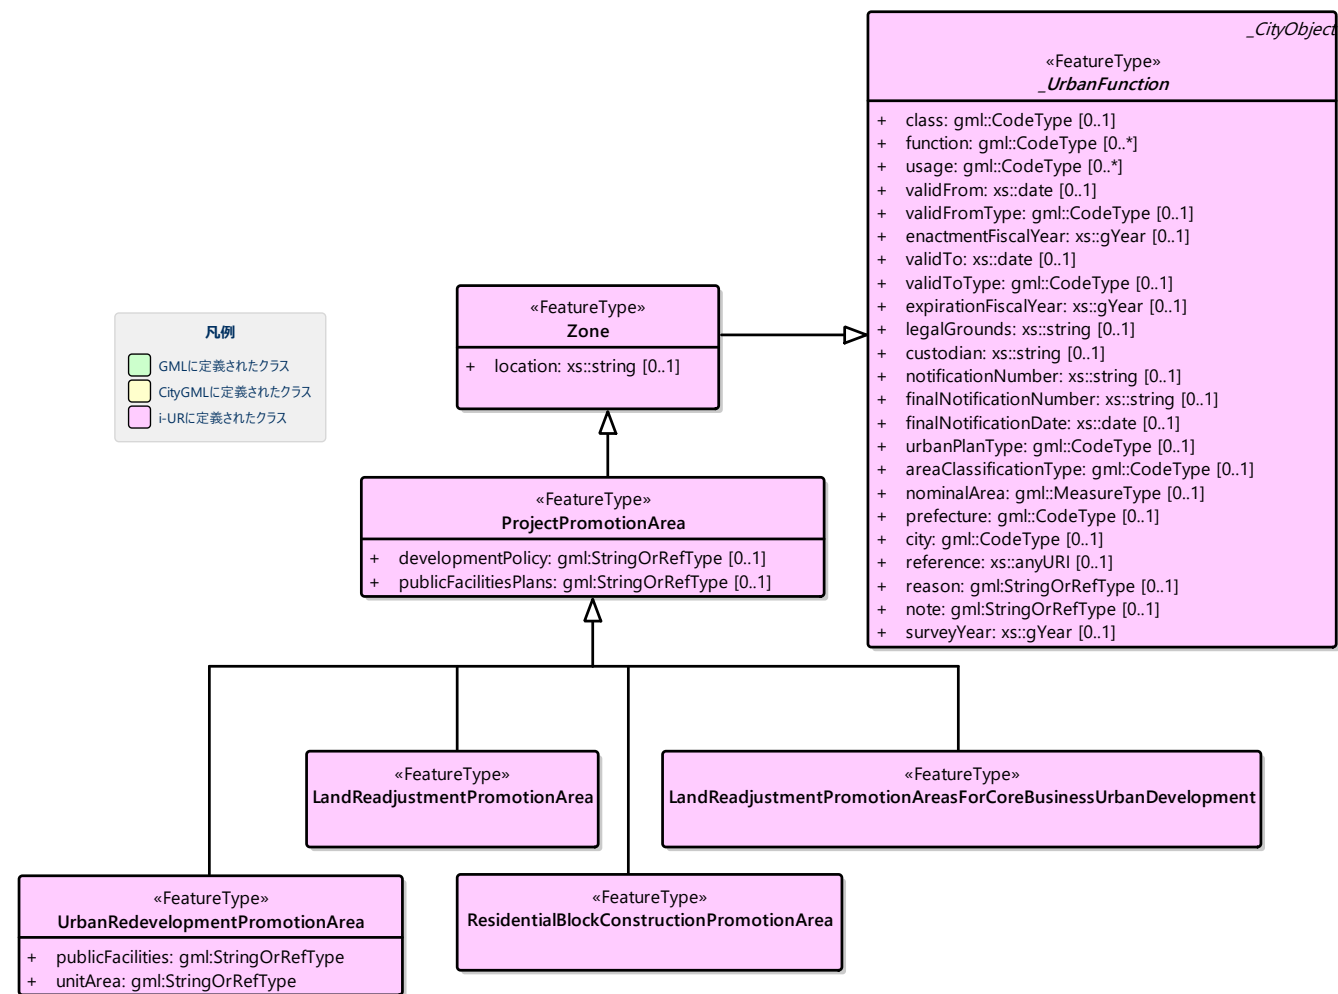 _CityObject
«FeatureType»
_UrbanFunction
+ class: gml::CodeType [0..1]
+ function: gml::CodeType [0..*]
+ usage: gml::CodeType [0..*]
+ validFrom: xs::date [0..1]
+ validFromType: gml::CodeType [0..1]
+ enactmentFiscalYear: xs::gYear [0..1]
+ validTo: xs::date [0..1]
+ validToType: gml::CodeType [0..1]
+ expirationFiscalYear: xs::gYear [0..1]
+ legalGrounds: xs::string [0..1]
+ custodian: xs::string [0..1]
+ notificationNumber: xs::string [0..1]
+ finalNotificationNumber: xs::string [0..1]
+ finalNotificationDate: xs::date [0..1]
+ urbanPlanType: gml::CodeType [0..1]
+ areaClassificationType: gml::CodeType [0..1]
+ nominalArea: gml::MeasureType [0..1]
+ prefecture: gml::CodeType [0..1]
+ city: gml::CodeType [0..1]
+ reference: xs::anyURI [0..1]
+ reason: gml:StringOrRefType [0..1]
+ note: gml:StringOrRefType [0..1]
+ surveyYear: xs::gYear [0..1]
«FeatureType»
Zone
+ location: xs::string [0..1]
凡例
GMLに定義されたクラス
CityGMLに定義されたクラス
i-URに定義されたクラス
«FeatureType»
ProjectPromotionArea
+ developmentPolicy: gml:StringOrRefType [0..1]
+ publicFacilitiesPlans: gml:StringOrRefType [0..1]
«FeatureType»
LandReadjustmentPromotionArea
«FeatureType»
LandReadjustmentPromotionAreasForCoreBusinessUrbanDevelopment
«FeatureType»
UrbanRedevelopmentPromotionArea
+ publicFacilities: gml:StringOrRefType
+ unitArea: gml:StringOrRefType
«FeatureType»
ResidentialBlockConstructionPromotionArea